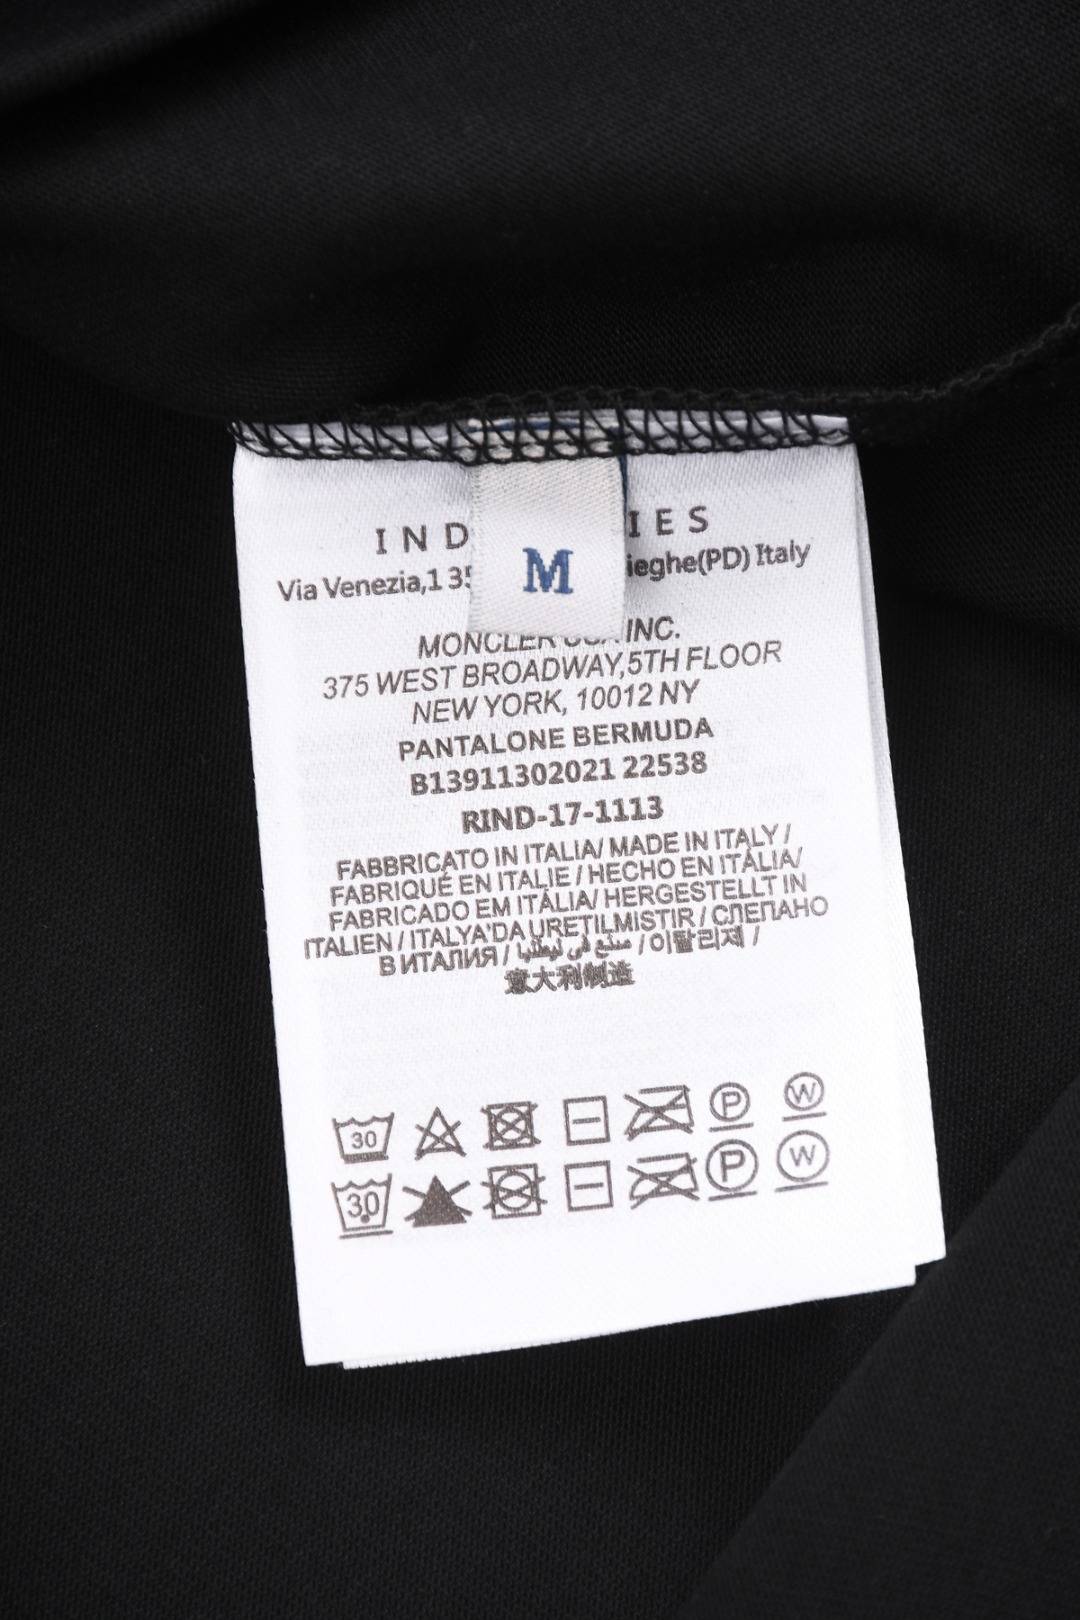 IND IES
Via Venezia,1 35 ieghe(PD) Italy
M
MONCLER USA INC.
375 WEST BROADWAY,5TH FLOOR
NEW YORK, 10012 NY
PANTALONE BERMUDA
B13911302021 22538
RIND-17-1113
FABBRICATO IN ITALIA/ MADE IN ITALY /
FABRIQUÉ EN ITALIE / HECHO EN ITÁLIA/
FABRICADO EM ITÁLIA/ HERGESTELLT IN
ITALIEN / ITALYA'DA URETILMISTIR / СЛЕПАНО
В ИТАЛИЯ / صنع في / 이탈리제 /
意大利制造
30 P W
30 P W